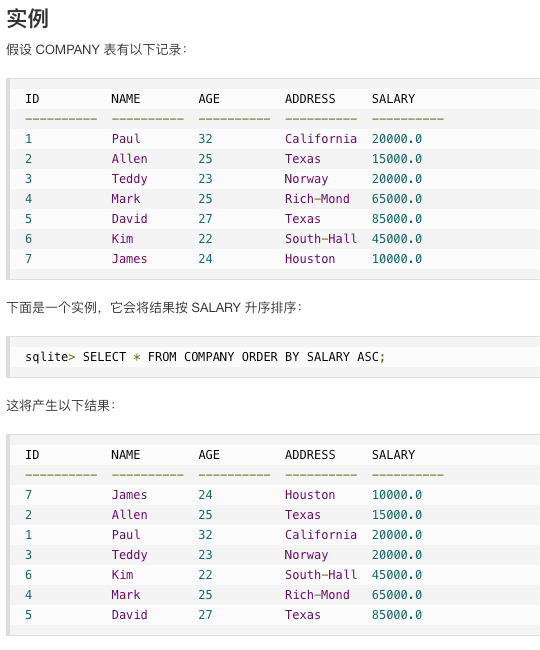 实例
假设 COMPANY 表有以下记录：
ID          NAME        AGE         ADDRESS     SALARY
----------  ----------  ----------  ----------  ----------
1           Paul        32          California  20000.0
2           Allen       25          Texas       15000.0
3           Teddy       23          Norway      20000.0
4           Mark        25          Rich-Mond   65000.0
5           David       27          Texas       85000.0
6           Kim         22          South-Hall  45000.0
7           James       24          Houston     10000.0
下面是一个实例，它会将结果按 SALARY 升序排序：
sqlite> SELECT * FROM COMPANY ORDER BY SALARY ASC;
这将产生以下结果：
ID          NAME        AGE         ADDRESS     SALARY
----------  ----------  ----------  ----------  ----------
7           James       24          Houston     10000.0
2           Allen       25          Texas       15000.0
1           Paul        32          California  20000.0
3           Teddy       23          Norway      20000.0
6           Kim         22          South-Hall  45000.0
4           Mark        25          Rich-Mond   65000.0
5           David       27          Texas       85000.0